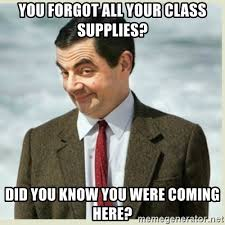 YOU FORGOT ALL YOUR CLASS
SUPPLIES?
DID YOU KNOW YOU WERE COMING
HERE?
memegenerator.net